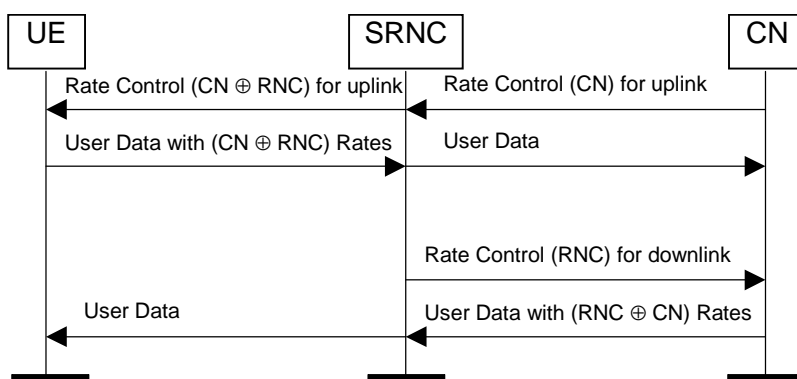 UE
SRNC
CN
Rate Control (CN ⊕ RNC) for uplink
Rate Control (CN) for uplink
User Data with (CN ⊕ RNC) Rates
User Data
Rate Control (RNC) for downlink
User Data
User Data with (RNC ⊕ CN) Rates